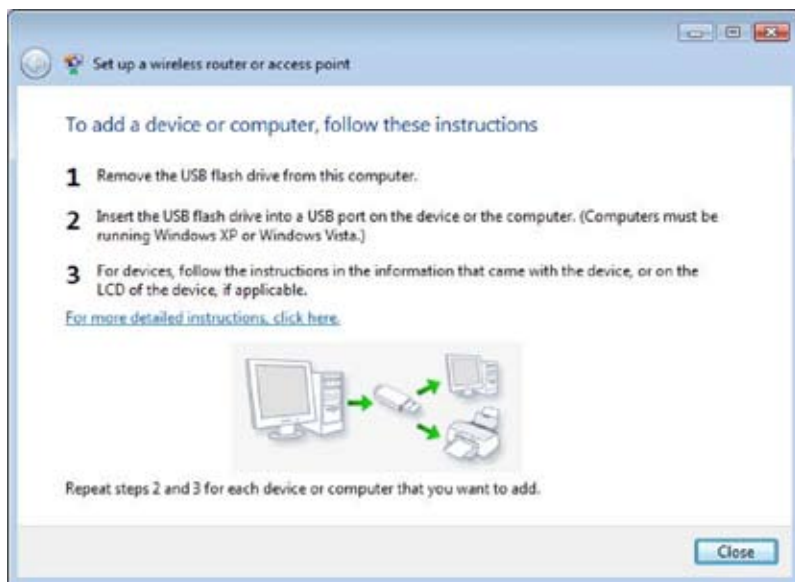 Set up a wireless router or access point
To add a device or computer, follow these instructions
1 Remove the USB flash drive from this computer.
2 Insert the USB flash drive into a USB port on the device or the computer. (Computers must be
running Windows XP or Windows Vista.)
3 For devices, follow the instructions in the information that came with the device, or on the
LCD of the device, if applicable.
For more detailed instructions, click here.
Repeat steps 2 and 3 for each device or computer that you want to add.
Close